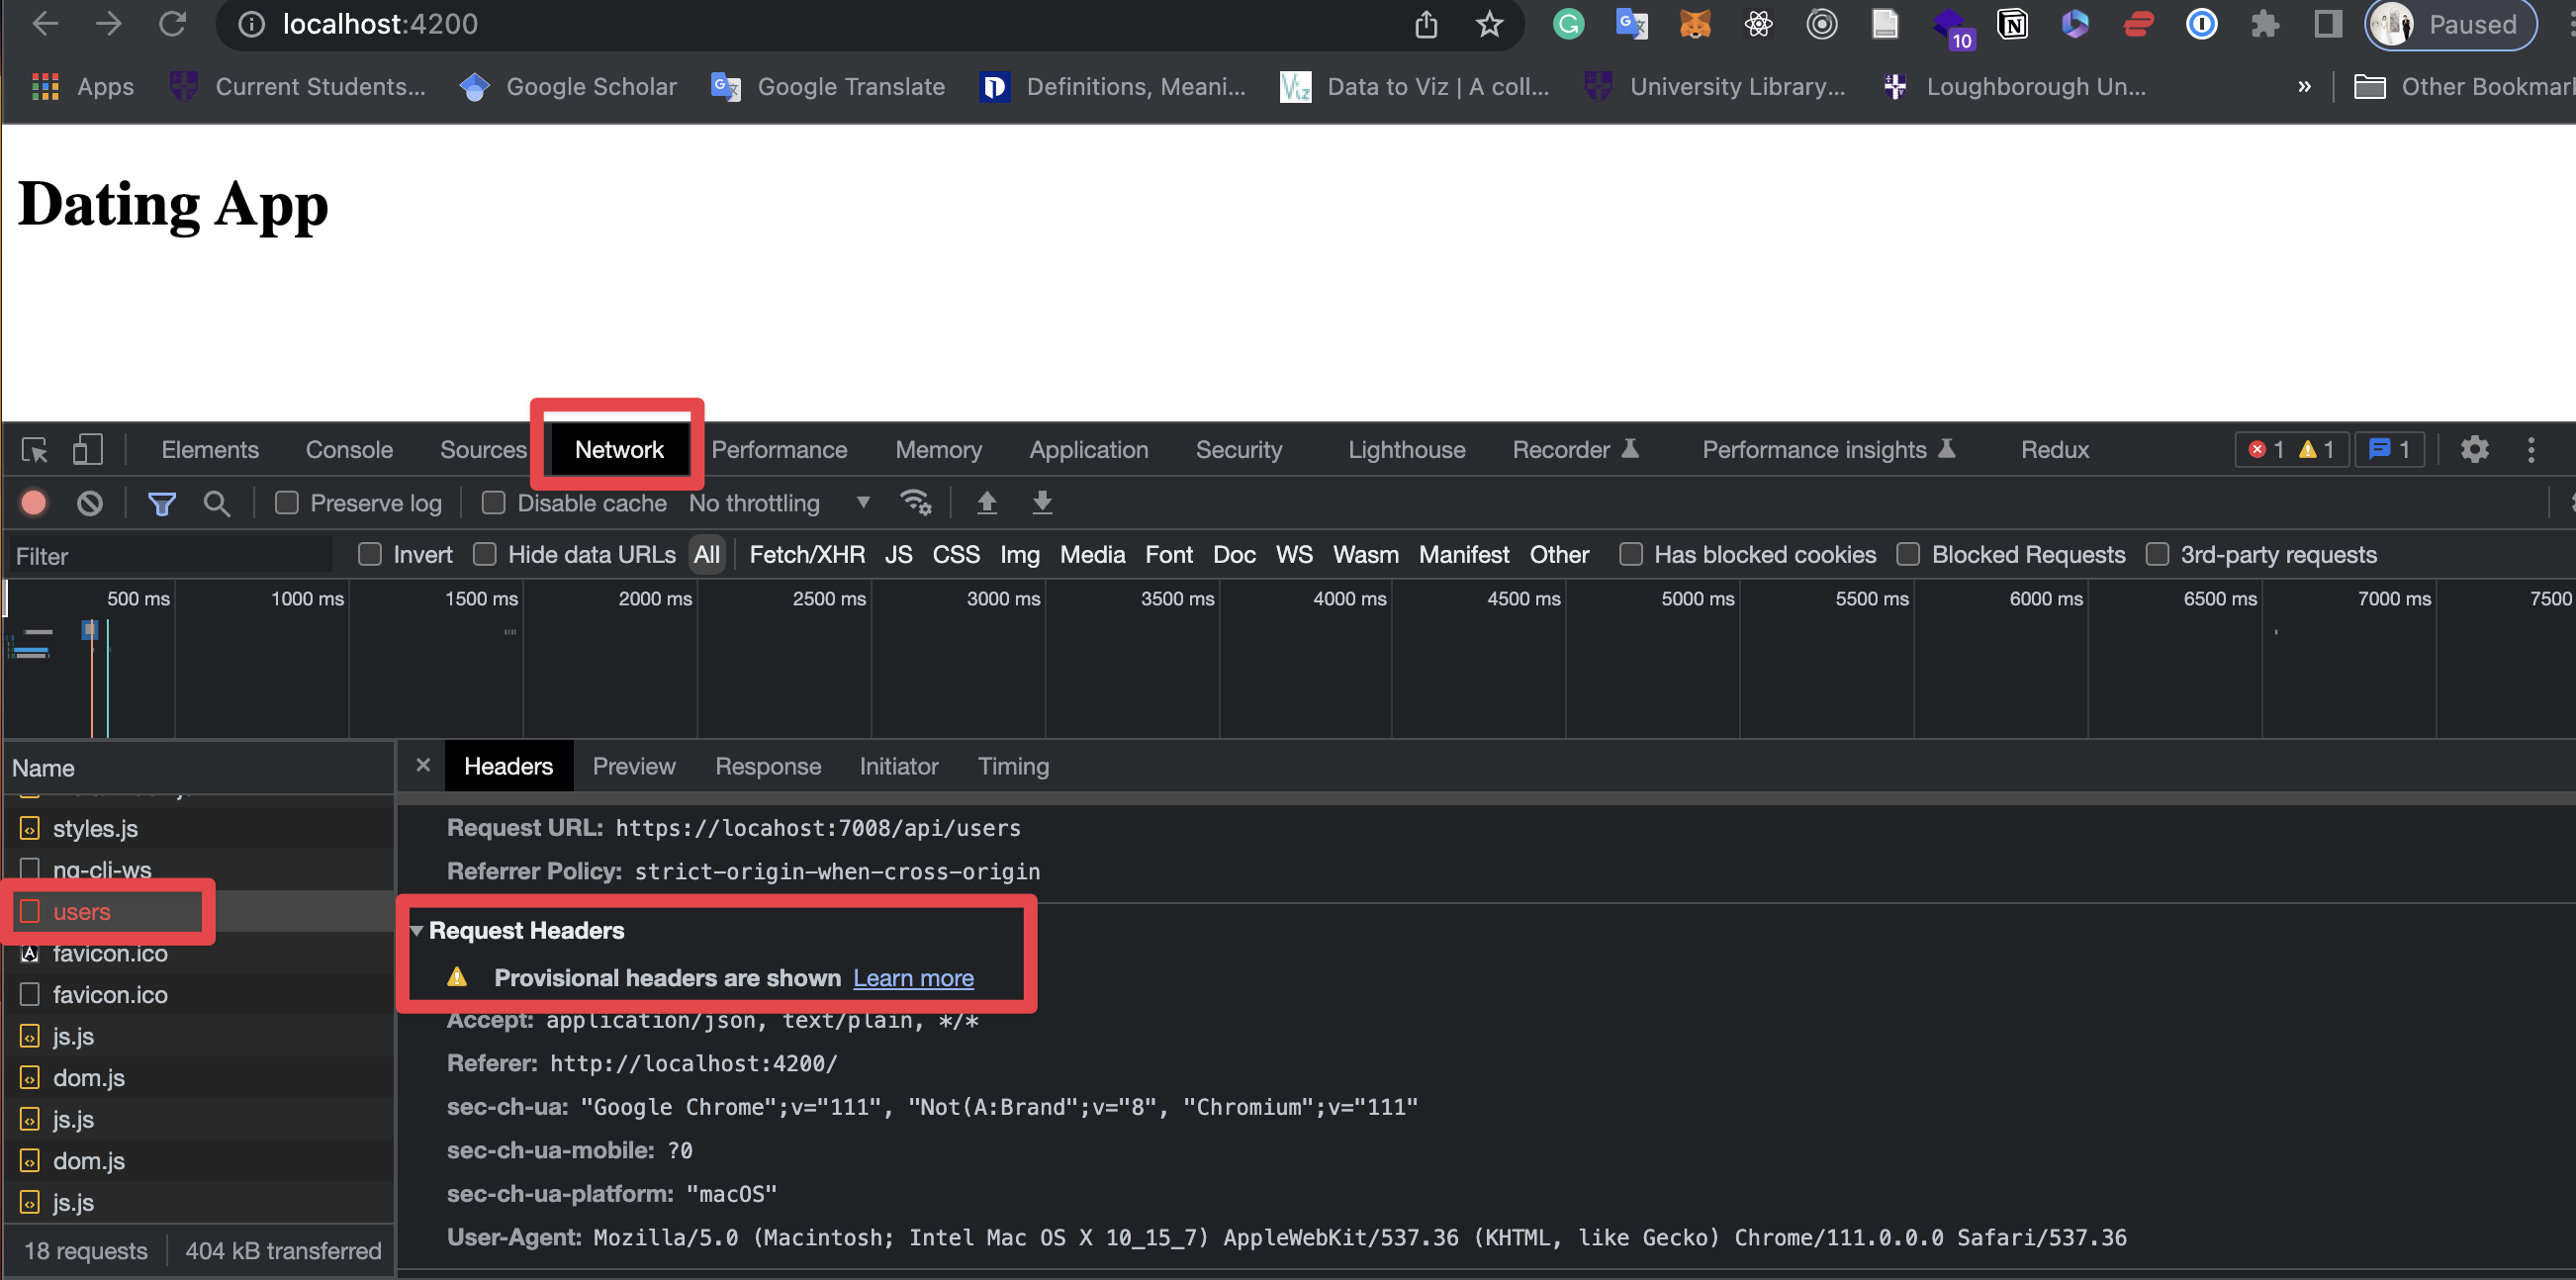 localhost:4200
10
Paused
Apps
Current Students...
Google Scholar
Google Translate
Definitions, Meani...
Data to Viz | A coll...
University Library...
Loughborough Un...
»
Other Bookmar
Dating App
Elements Console Sources Network Performance Memory Application Security Lighthouse Recorder Performance insights Redux 1 1 1
Preserve log Disable cache No throttling
Filter Invert Hide data URLs All Fetch/XHR JS CSS Img Media Font Doc WS Wasm Manifest Other Has blocked cookies Blocked Requests 3rd-party requests
500 ms 1000 ms 1500 ms 2000 ms 2500 ms 3000 ms 3500 ms 4000 ms 4500 ms 5000 ms 5500 ms 6000 ms 6500 ms 7000 ms 7500
Name
styles.js
ng-cli-ws
users
favicon.ico
favicon.ico
js.js
dom.js
js.js
dom.js
js.js
18 requests 404 kB transferred
× Headers Preview Response Initiator Timing
Request URL: https://locahost:7008/api/users
Referrer Policy: strict-origin-when-cross-origin
Request Headers
Provisional headers are shown Learn more
Accept: application/json, text/plain, */*
Referer: http://localhost:4200/
sec-ch-ua: "Google Chrome";v="111", "Not(A:Brand";v="8", "Chromium";v="111"
sec-ch-ua-mobile: ?0
sec-ch-ua-platform: "macOS"
User-Agent: Mozilla/5.0 (Macintosh; Intel Mac OS X 10_15_7) AppleWebKit/537.36 (KHTML, like Gecko) Chrome/111.0.0.0 Safari/537.36